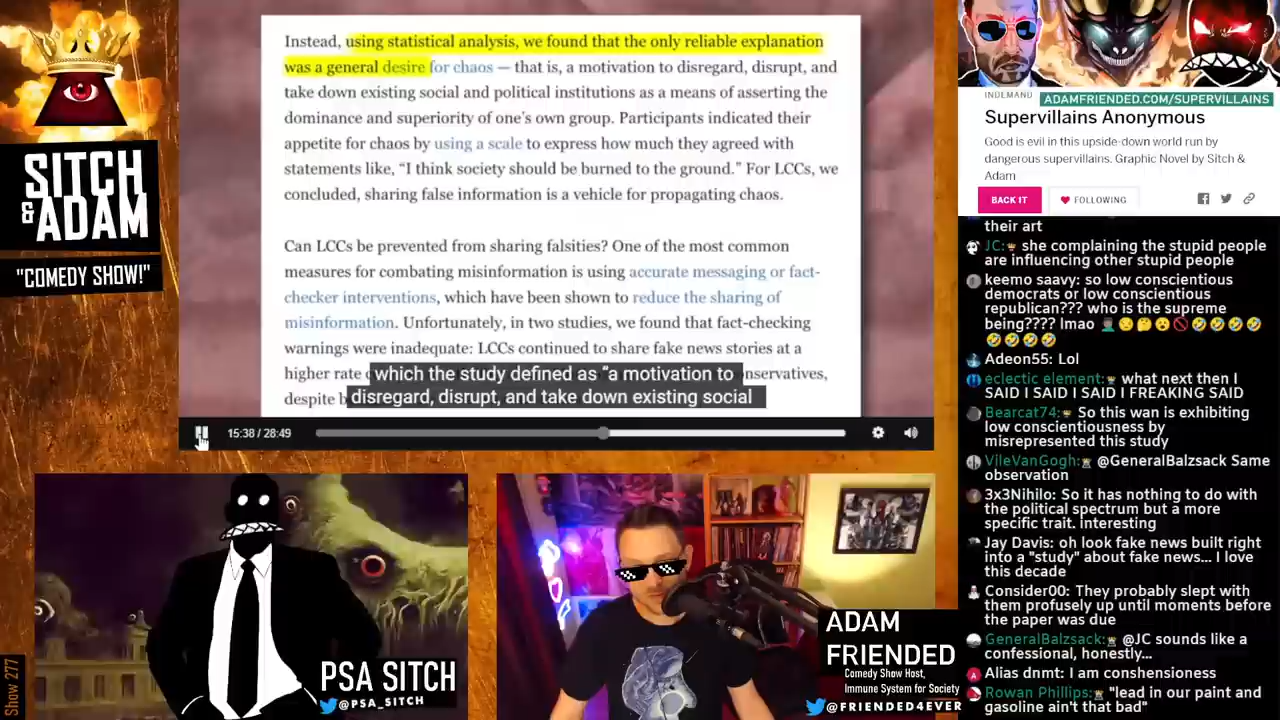 SITCH
& ADAM
"COMEDY SHOW!"
Instead, using statistical analysis, we found that the only reliable explanation
was a general desire for chaos — that is, a motivation to disregard, disrupt, and
take down existing social and political institutions as a means of asserting the
dominance and superiority of one's own group. Participants indicated their
appetite for chaos by using a scale to express how much they agreed with
statements like, “I think society should be burned to the ground.” For LCCs, we
concluded, sharing false information is a vehicle for propagating chaos.
Can LCCs be prevented from sharing falsities? One of the most common
measures for combating misinformation is using accurate messaging or fact-
checker interventions, which have been shown to reduce the sharing of
misinformation. Unfortunately, in two studies, we found that fact-checking
warnings were inadequate: LCCs continued to share fake news stories at a
higher rate
despite
which the study defined as “a motivation to
disregard, disrupt, and take down existing social
15:38 / 28:49
INDEMAND
ADAMFRIENDED.COM/SUPERVILLAINS
Supervillains Anonymous
Good is evil in this upside-down world run by
dangerous supervillains. Graphic Novel by Sitch &
Adam
BACK IT
FOLLOWING
their art
JC: she complaining the stupid people
are influencing other stupid people
keemo saavy: so low conscientious
democrats or low conscientious
republican??? who is the supreme
being???? lmao
Adeon55: Lol
eclectic element: what next then I
SAID I SAID I SAID I FREAKING SAID
Bearcat74: So this wan is exhibiting
low conscientiousness by
misrepresented this study
VileVanGogh: @GeneralBalzsack Same
observation
3x3Nihilo: So it has nothing to do with
the political spectrum but a more
specific trait. interesting
Jay Davis: oh look fake news built right
into a "study" about fake news... I love
this decade
Consider00: They probably slept with
them profusely up until moments before
the paper was due
GeneralBalzsack: @JC sounds like a
confessional, honestly...
Alias dnmt: I am conshensioness
Rowan Phillips: "lead in our paint and
gasoline ain't that bad"
Show 277
PSA SITCH
@PSA_SITCH
ADAM
FRIENDED
Comedy Show Host,
Immune System for Society
@FRIENDED4EVER